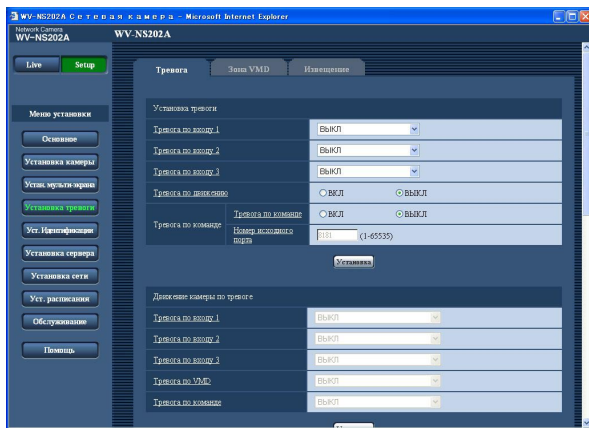 WV-NS202A Сетевая камера - Microsoft Internet Explorer
Network Camera
WV-NS202A
WV-NS202A
Live
Setup
Меню установки
Основное
Установка камеры
Устан. мульти-экрана
Установка тревоги
Уст. Идентификации
Установка сервера
Установка сети
Уст. расписания
Обслуживание
Помощь
Тревога
Зона VMD
Извещение
Установка тревоги
Тревога по входу 1
ВЫКЛ
Тревога по входу 2
ВЫКЛ
Тревога по входу 3
ВЫКЛ
Тревога по движению
ВКЛ
ВЫКЛ
Тревога по команде
Тревога по команде
ВКЛ
ВЫКЛ
Номер исходного порта
8181
(1-65535)
Установка
Движение камеры по тревоге
Тревога по входу 1
ВЫКЛ
Тревога по входу 2
ВЫКЛ
Тревога по входу 3
ВЫКЛ
Тревога по VMD
ВЫКЛ
Тревога по команде
ВЫКЛ